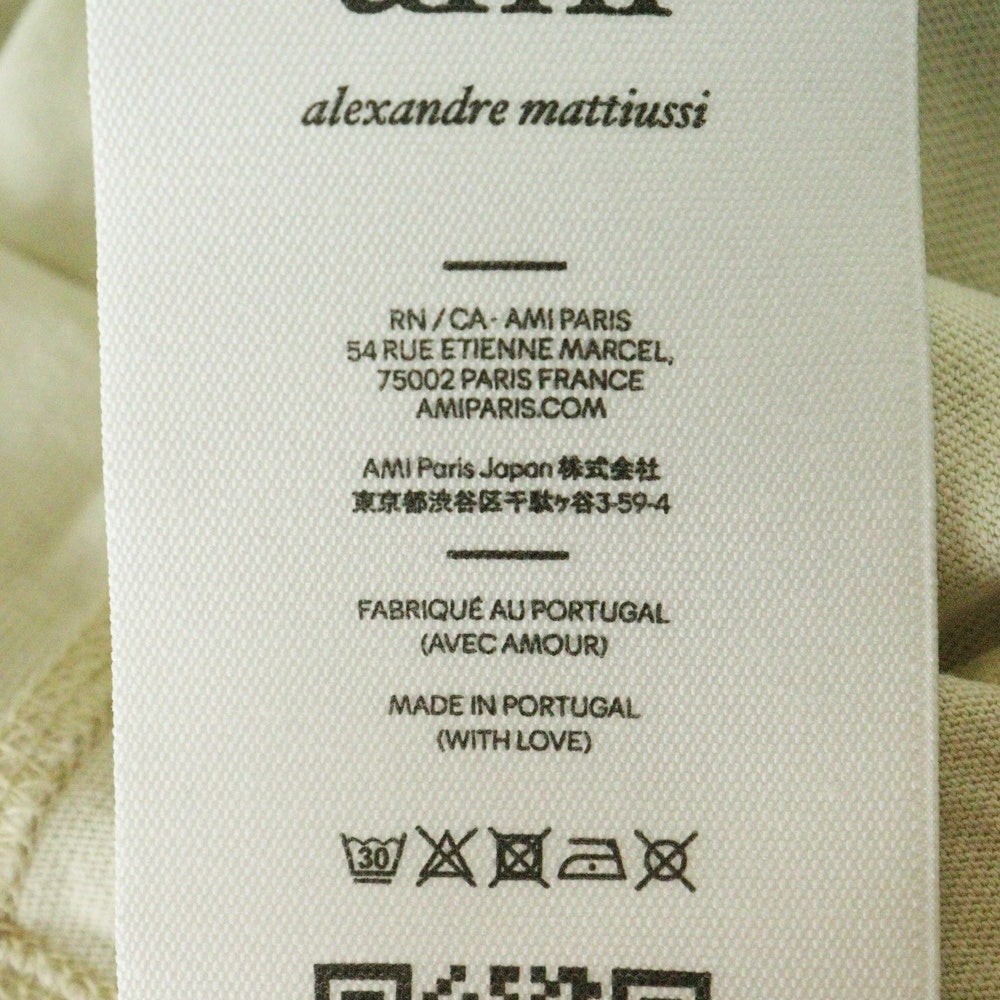 ami
alexandre mattiussi
RN / CA - AMI PARIS
54 RUE ETIENNE MARCEL,
75002 PARIS FRANCE
AMIPARIS.COM
AMI Paris Japan 株式会社
東京都渋谷区千駄ヶ谷3-59-4
FABRIQUÉ AU PORTUGAL
(AVEC AMOUR)
MADE IN PORTUGAL
(WITH LOVE)
30